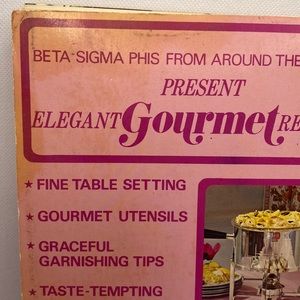 BETA SIGMA PHIS FROM AROUND THE
PRESENT
ELEGANT Gourmet RE
★ FINE TABLE SETTING
★ GOURMET UTENSILS
★ GRACEFUL
GARNISHING TIPS
★ TASTE-TEMPTING